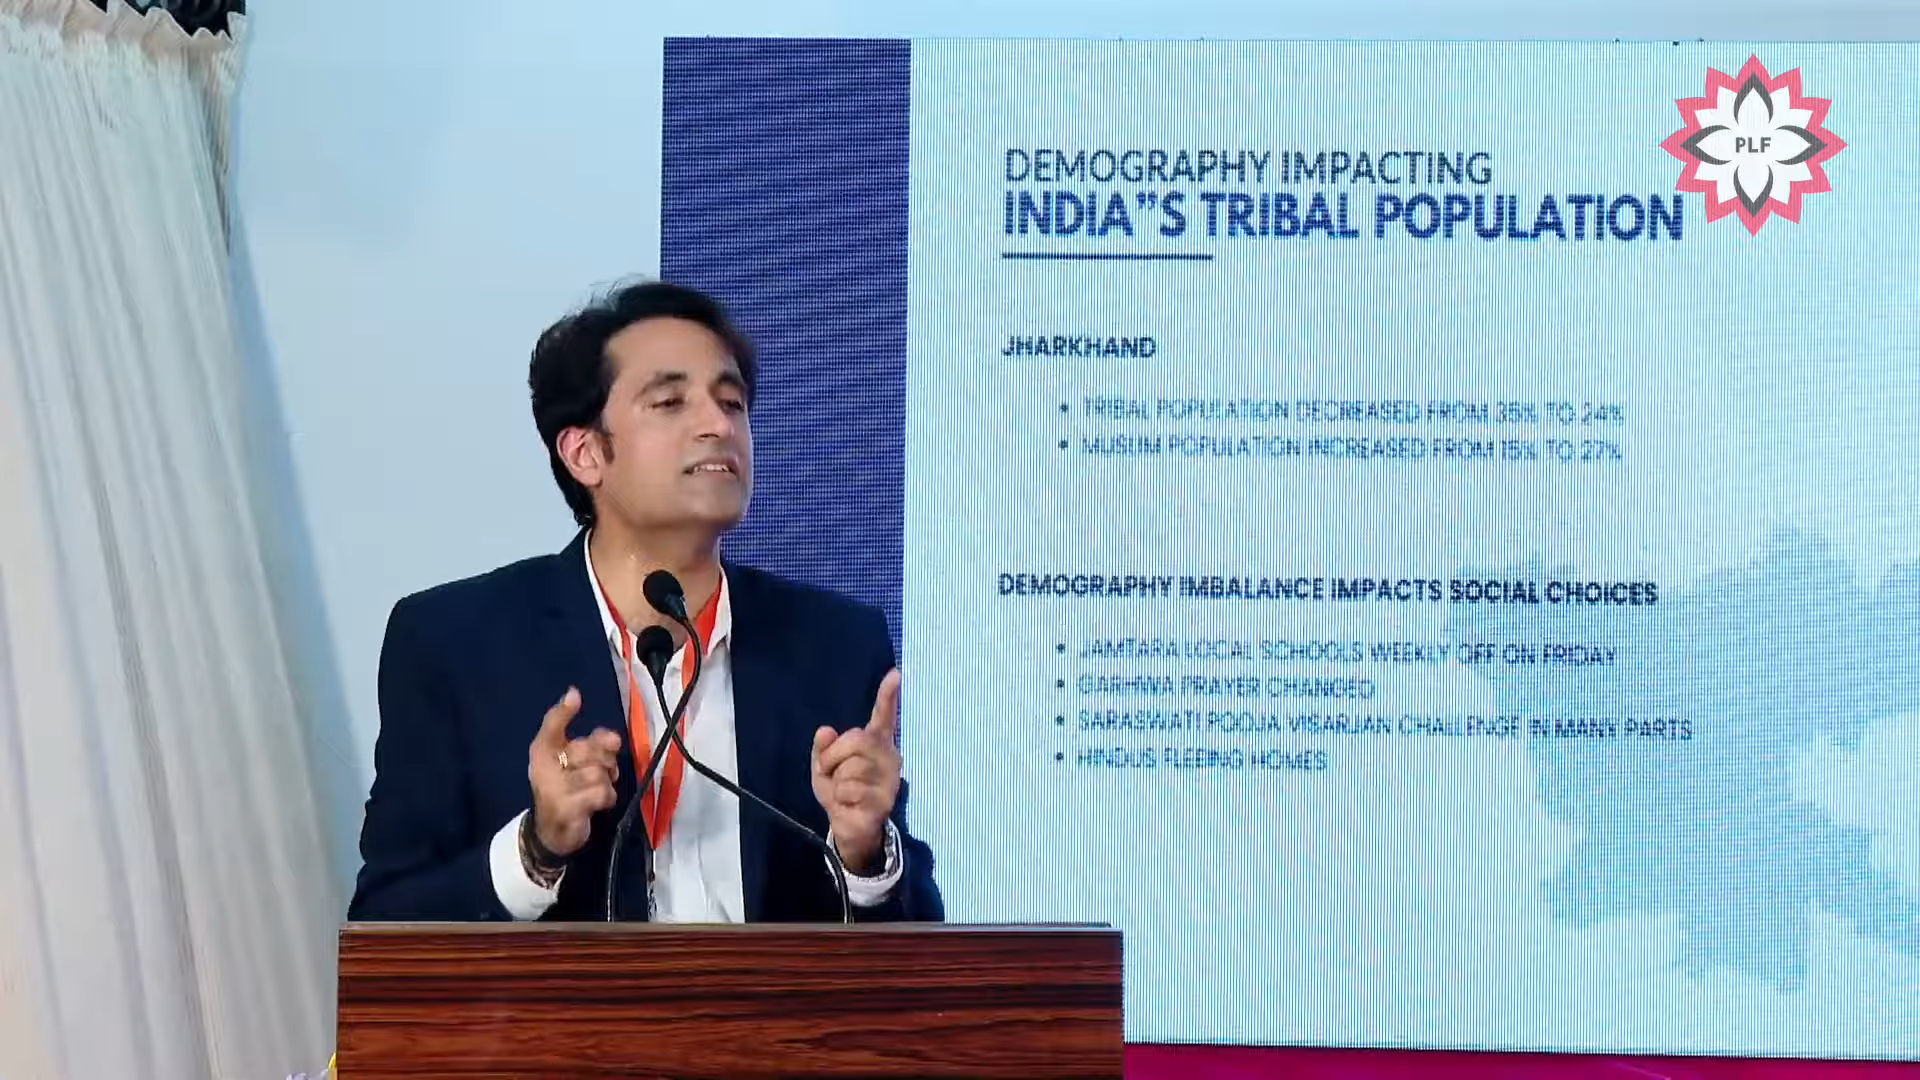 PLF
DEMOGRAPHY IMPACTING
INDIA"S TRIBAL POPULATION
JHARKHAND
• TRIBAL POPULATION DECREASED FROM 36% TO 24%
• MUSLIM POPULATION INCREASED FROM 15% TO 27%
DEMOGRAPHY IMBALANCE IMPACTS SOCIAL CHOICES
• JAMTARA LOCAL SCHOOLS WEEKLY OFF ON FRIDAY
• GARHWA PRAYER CHANGED
• SARASWATI POOJA VISARJAN CHALLENGE IN MANY PARTS
• HINDUS FLEEING HOMES